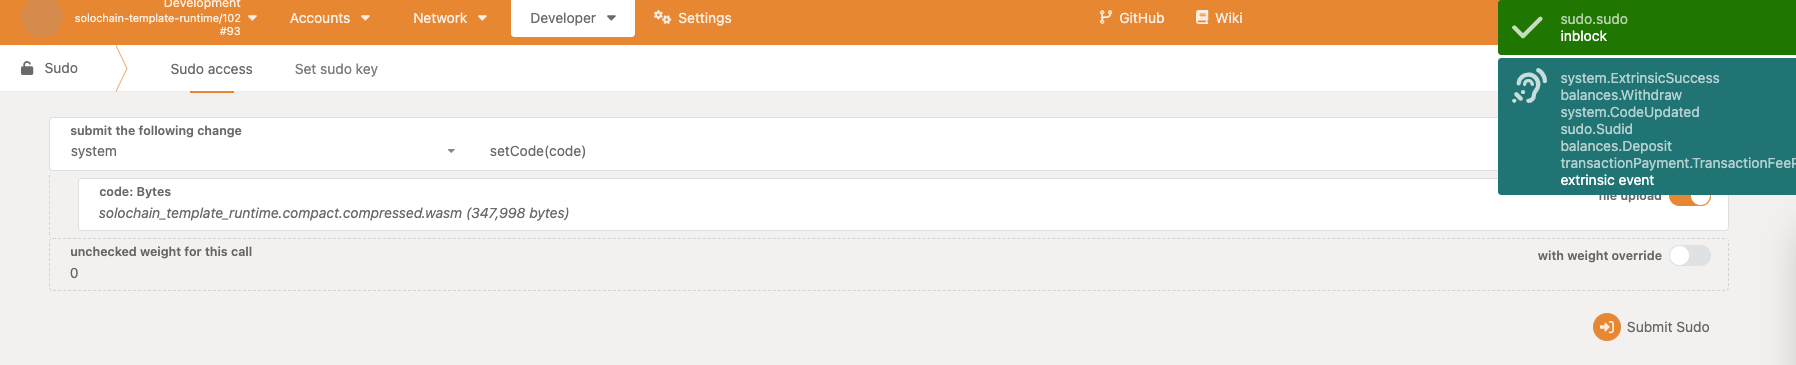 Development
solochain-template-runtime/102
#93
Accounts
Network
Developer
Settings
GitHub
Wiki
Sudo
Sudo access
Set sudo key
sudo.sudo
inblock
system.ExtrinsicSuccess
balances.Withdraw
system.CodeUpdated
sudo.Sudid
balances.Deposit
transactionPayment.TransactionFeeP
extrinsic event
submit the following change
system
setCode(code)
code: Bytes
solochain_template_runtime.compact.compressed.wasm (347,998 bytes)
file upload
unchecked weight for this call
0
with weight override
Submit Sudo